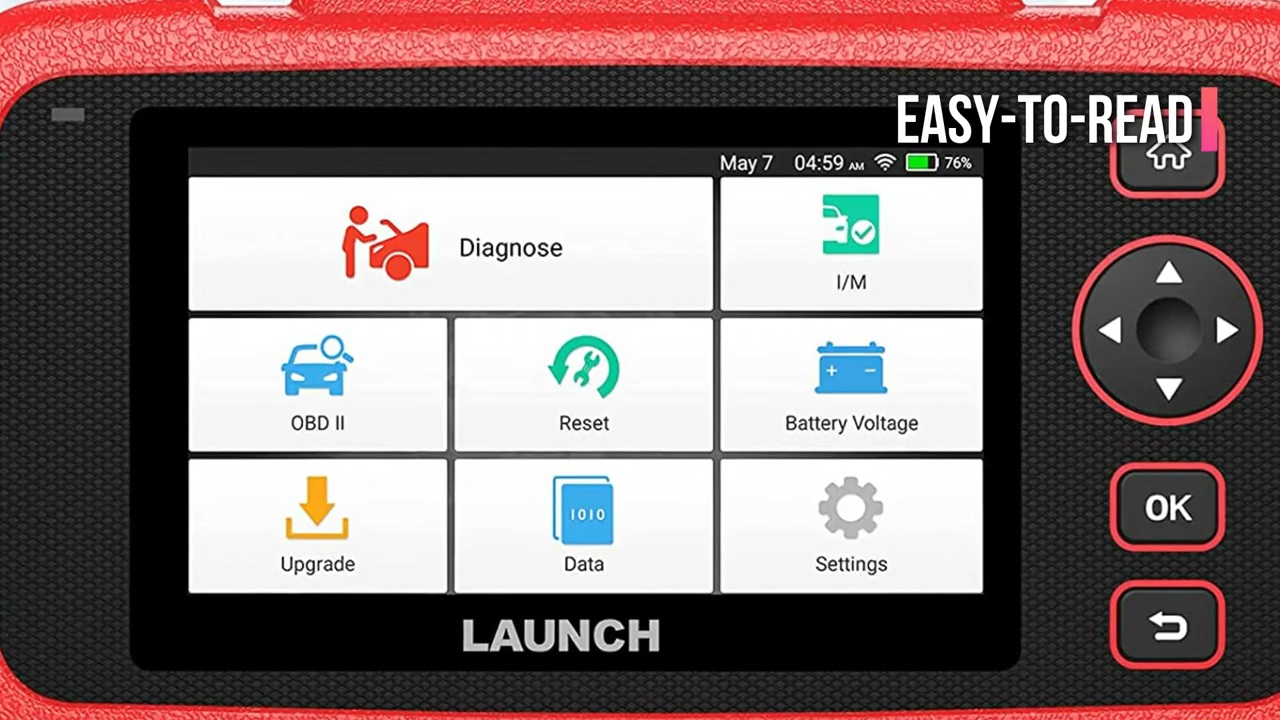 EASY-TO-READ
May 7 04:59 AM 76%
Diagnose
I/M
OBD II
Reset
+ −
Battery Voltage
Upgrade
1010
Data
Settings
OK
LAUNCH